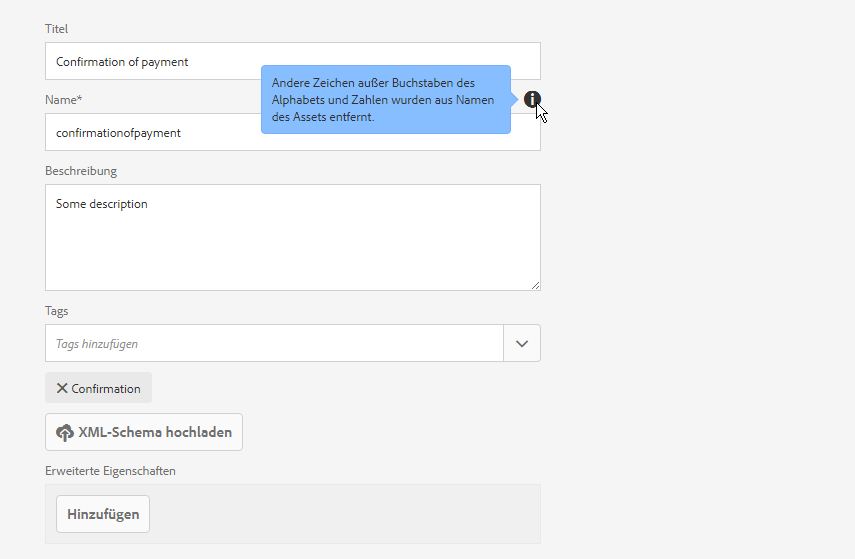 Titel
Confirmation of payment
Andere Zeichen außer Buchstaben des
Alphabets und Zahlen wurden aus Namen
des Assets entfernt.
Name*
confirmationofpayment
Beschreibung
Some description
Tags
Tags hinzufügen
Confirmation
XML-Schema hochladen
Erweiterte Eigenschaften
Hinzufügen